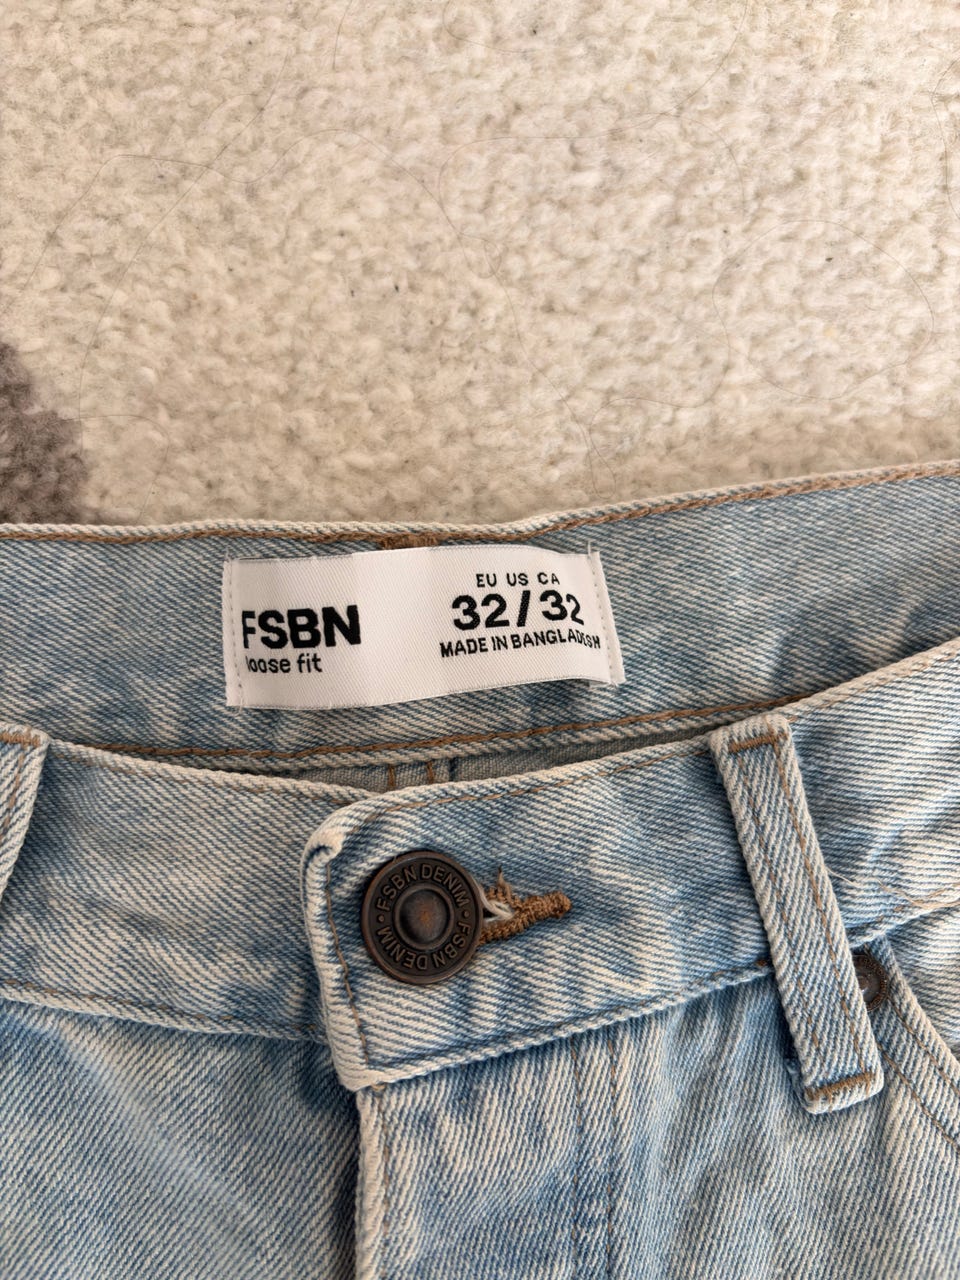 FSBN
loose fit
EU US CA
32/32
MADE IN BANGLADESH
FSBN DENIM • FSBN DENIM •